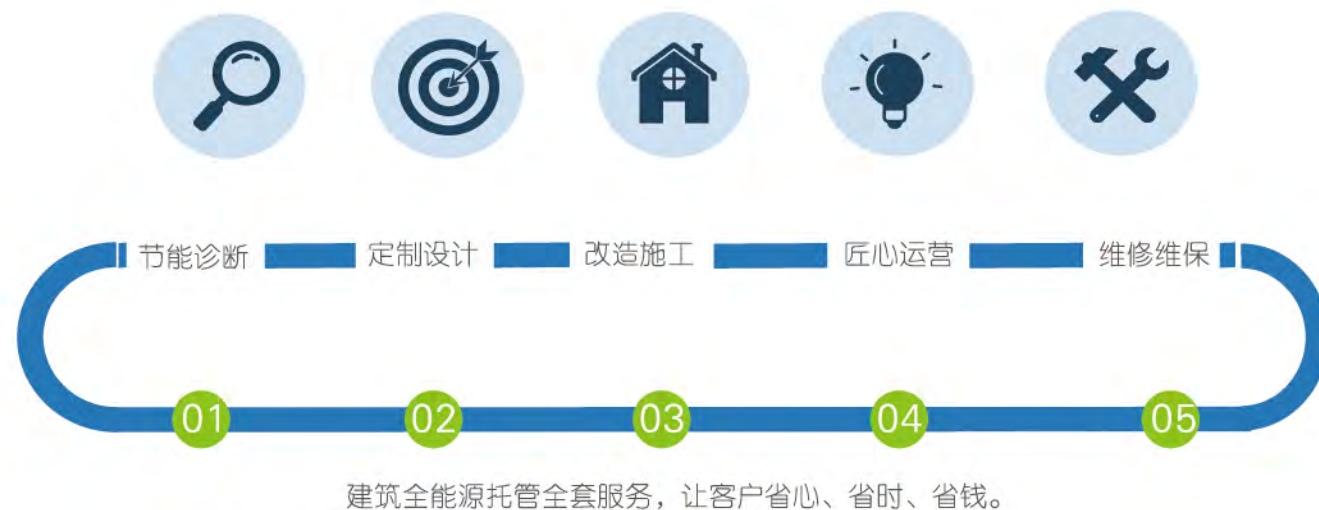 节能诊断 定制设计 改造施工 匠心运营 维修维保
01 02 03 04 05
建筑全能源托管全套服务，让客户省心、省时、省钱。